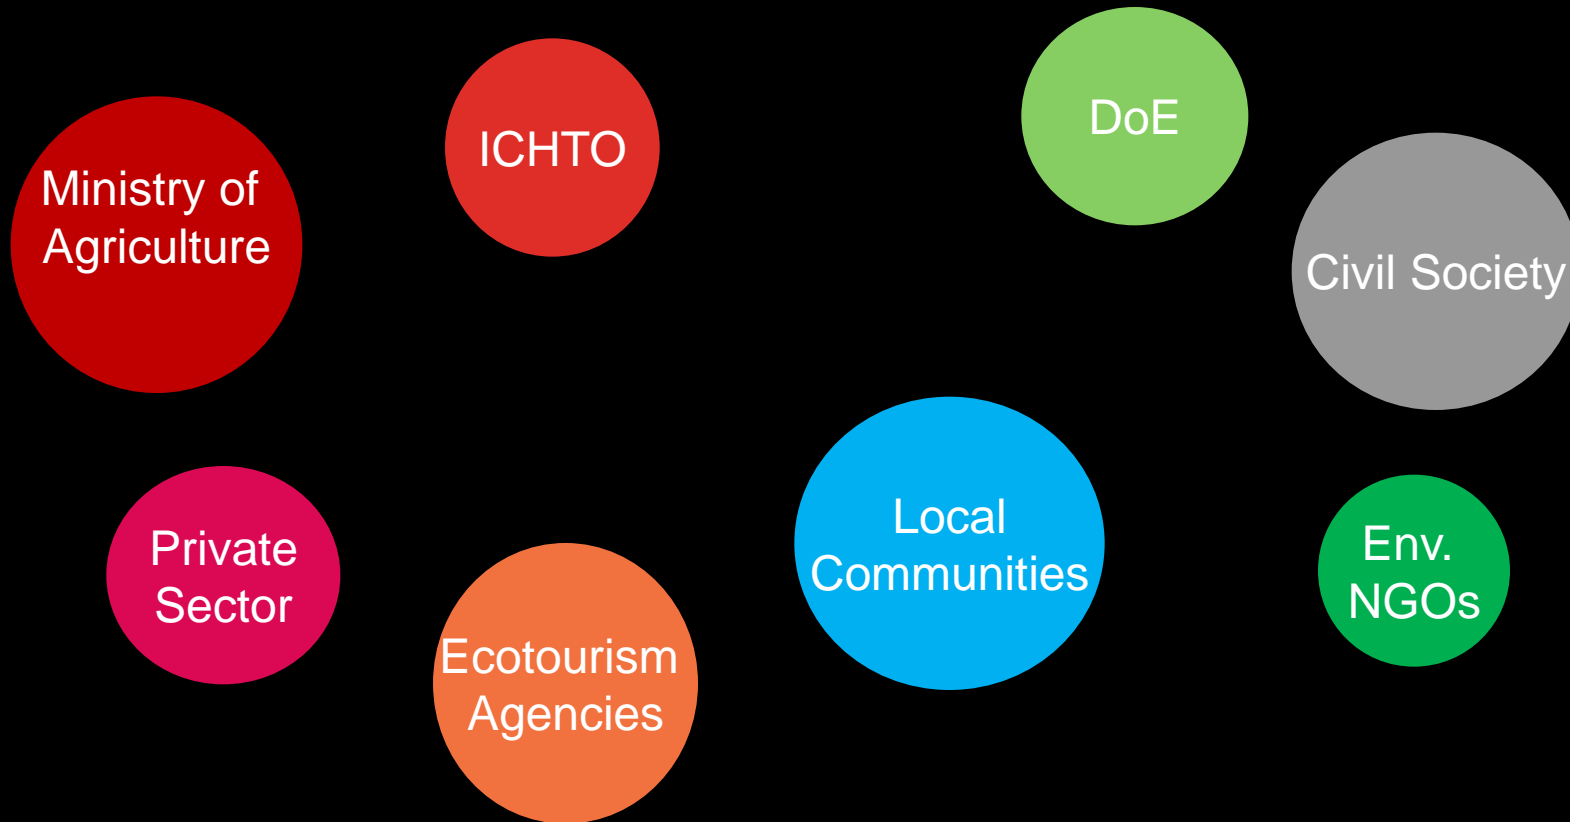 ICHTO
DoE
Ministry of
Agriculture
Civil Society
Private
Sector
Local
Communities
Env.
NGOs
Ecotourism
Agencies